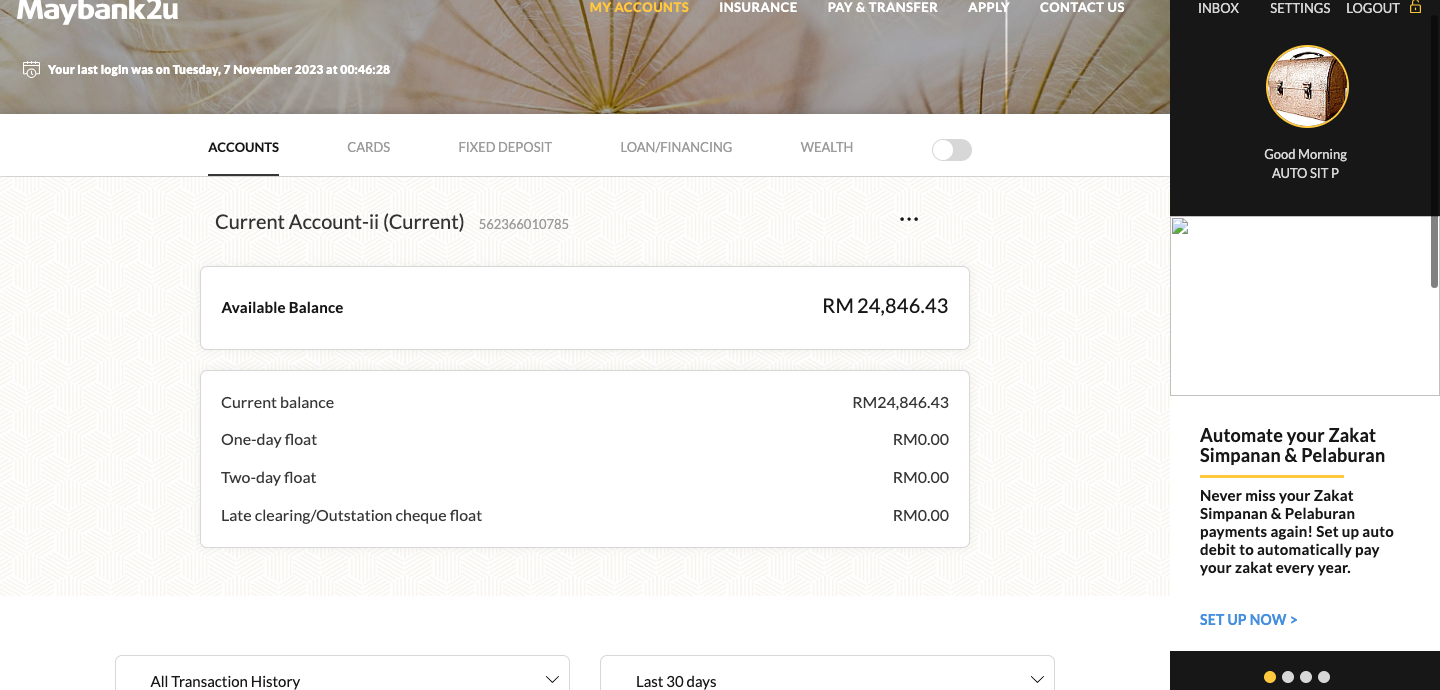 Maybank2u
MY ACCOUNTS INSURANCE PAY & TRANSFER APPLY CONTACT US
INBOX SETTINGS LOGOUT
Your last login was on Tuesday, 7 November 2023 at 00:46:28
Good Morning
AUTO SIT P
ACCOUNTS CARDS FIXED DEPOSIT LOAN/FINANCING WEALTH
Current Account-ii (Current) 562366010785
Available Balance RM 24,846.43
Current balance RM24,846.43
One-day float RM0.00
Two-day float RM0.00
Late clearing/Outstation cheque float RM0.00
All Transaction History
Last 30 days
Automate your Zakat
Simpanan & Pelaburan
Never miss your Zakat
Simpanan & Pelaburan
payments again! Set up auto
debit to automatically pay
your zakat every year.
SET UP NOW >